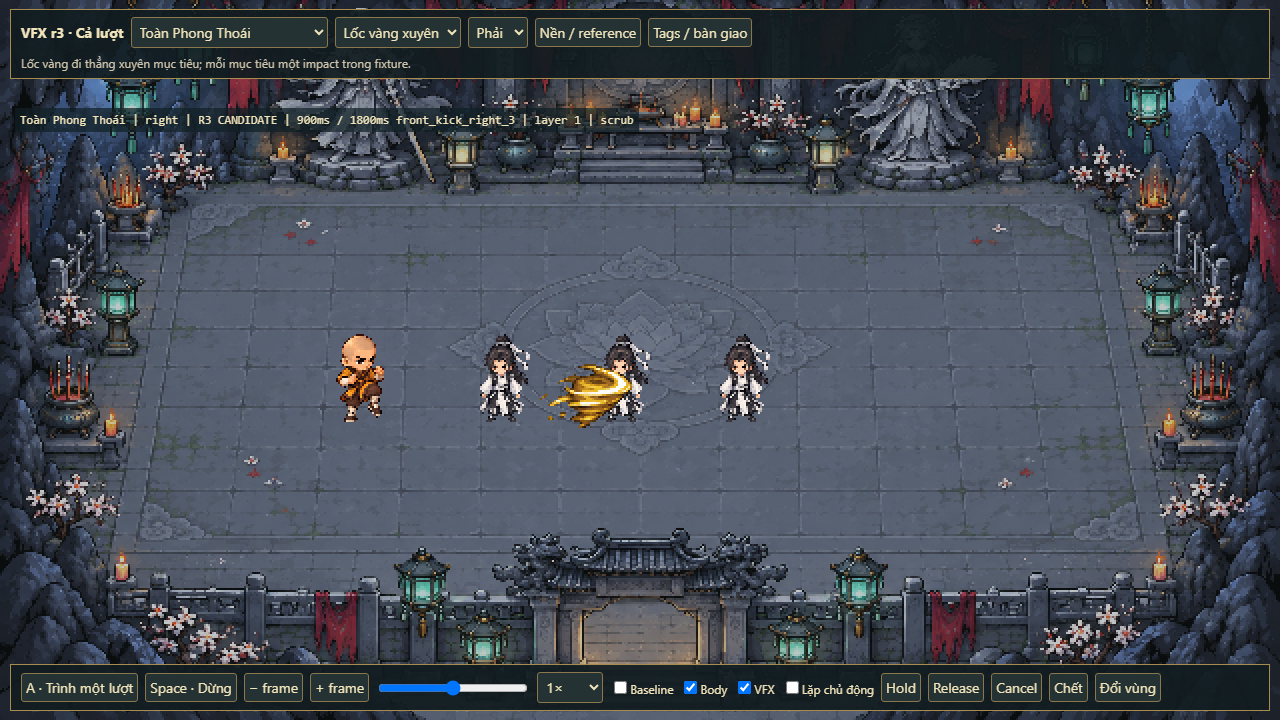 VFX r3 · Cả lượt Toàn Phong Thoái Lốc vàng xuyên Phải Nền / reference Tags / bàn giao
Lốc vàng đi thẳng xuyên mục tiêu; mỗi mục tiêu một impact trong fixture.
Toàn Phong Thoái | right | R3 CANDIDATE | 900ms / 1800ms front_kick_right_3 | layer 1 | scrub
A · Trình một lượt Space · Dừng − frame + frame 1× Baseline Body VFX Lặp chủ động Hold Release Cancel Chết Đổi vùng